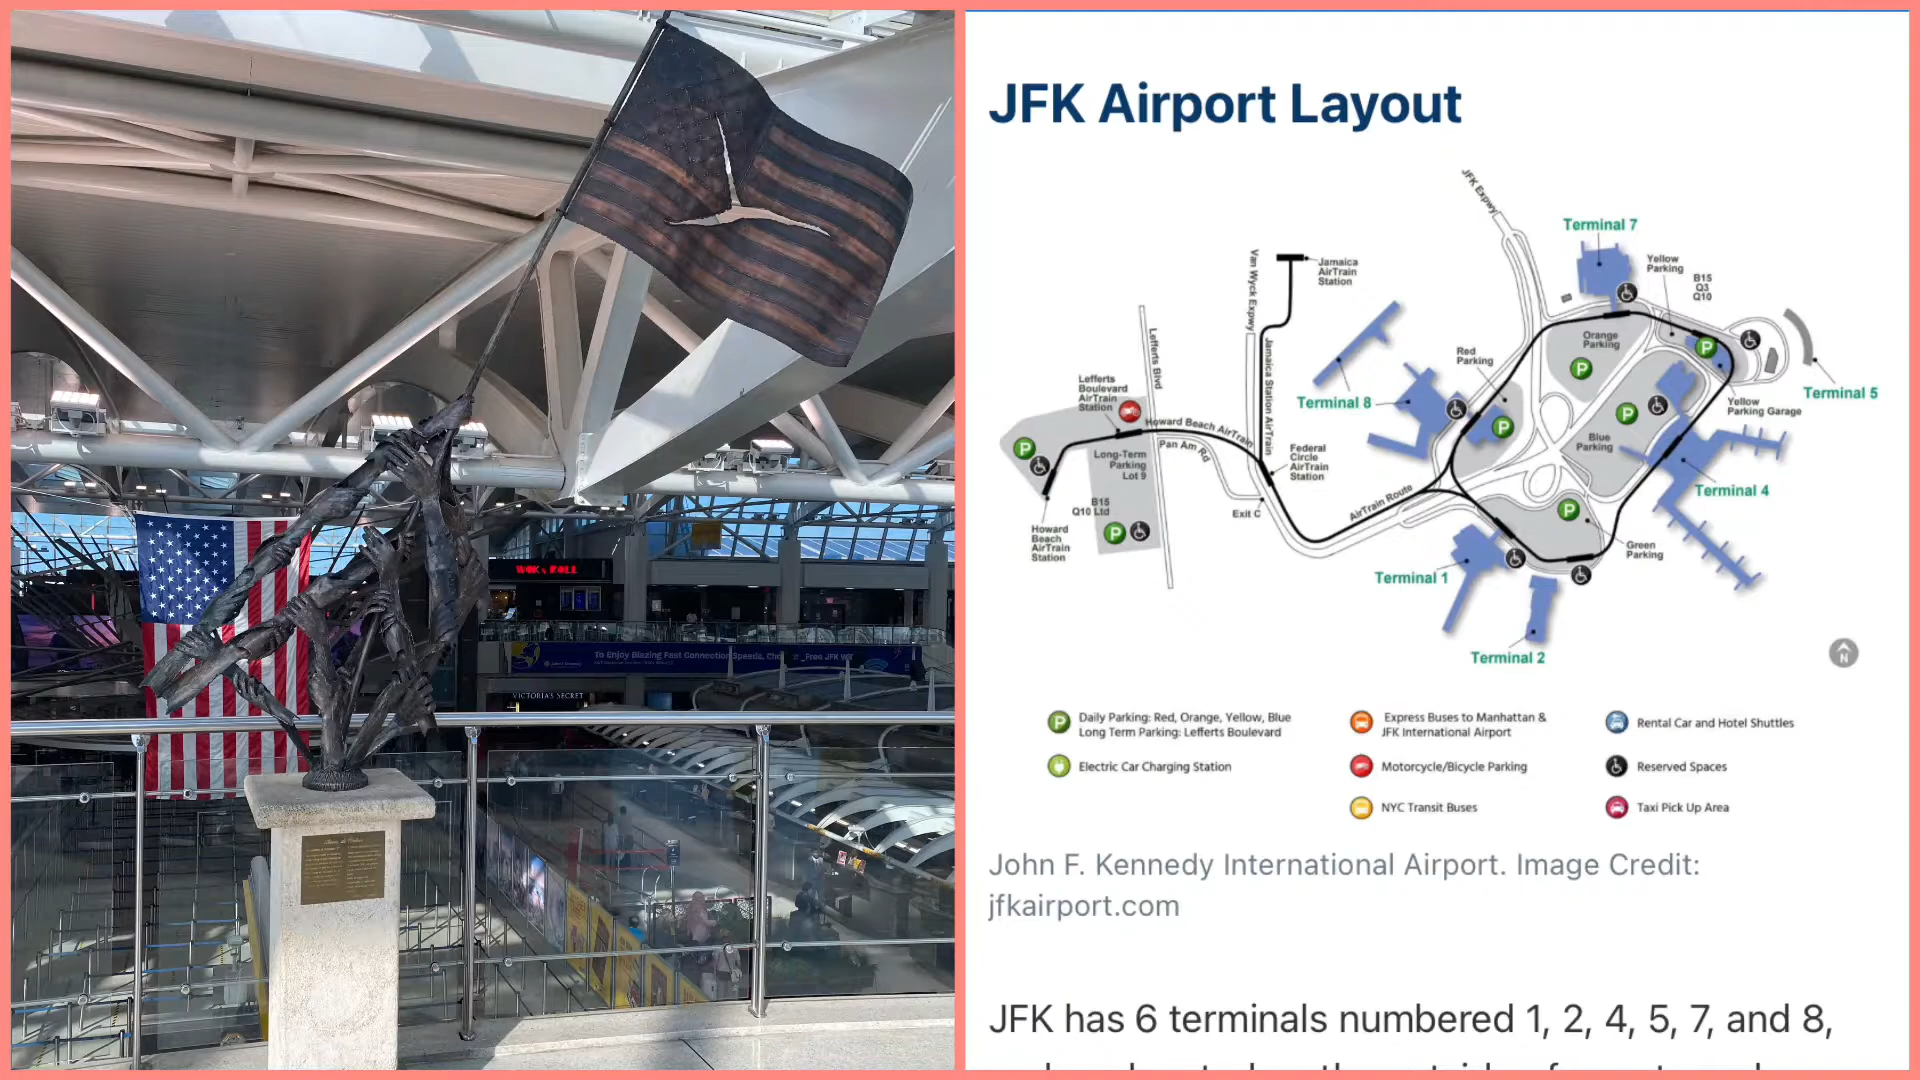 WOK n ROLL
To Enjoy Blazing Fast Connection Speeds, Cho
Free JFK Wi
VICTORIA'S SECRET
JFK Airport Layout
JFK Expwy
Terminal 7
Yellow
Parking
B15
Q3
Q10
Van Wyck Expwy
Jamaica
AirTrain
Station
Lefferts Blvd
Jamaica Station AirTrain
Red
Parking
Orange
Parking
Terminal 5
Lefferts
Boulevard
AirTrain
Station
Terminal 8
Yellow
Parking Garage
Howard Beach AirTrain
Pan Am Rd
Blue
Parking
Long-Term
Parking
Lot 9
Federal
Circle
AirTrain
Station
Terminal 4
B15
Q10 Ltd
Exit C
AirTrain Route
Howard
Beach
AirTrain
Station
Green
Parking
Terminal 1
Terminal 2
N
P Daily Parking: Red, Orange, Yellow, Blue
Long Term Parking: Lefferts Boulevard
Express Buses to Manhattan &
JFK International Airport
Rental Car and Hotel Shuttles
Electric Car Charging Station
Motorcycle/Bicycle Parking
Reserved Spaces
NYC Transit Buses
Taxi Pick Up Area
John F. Kennedy International Airport. Image Credit:
jfkairport.com
JFK has 6 terminals numbered 1, 2, 4, 5, 7, and 8,